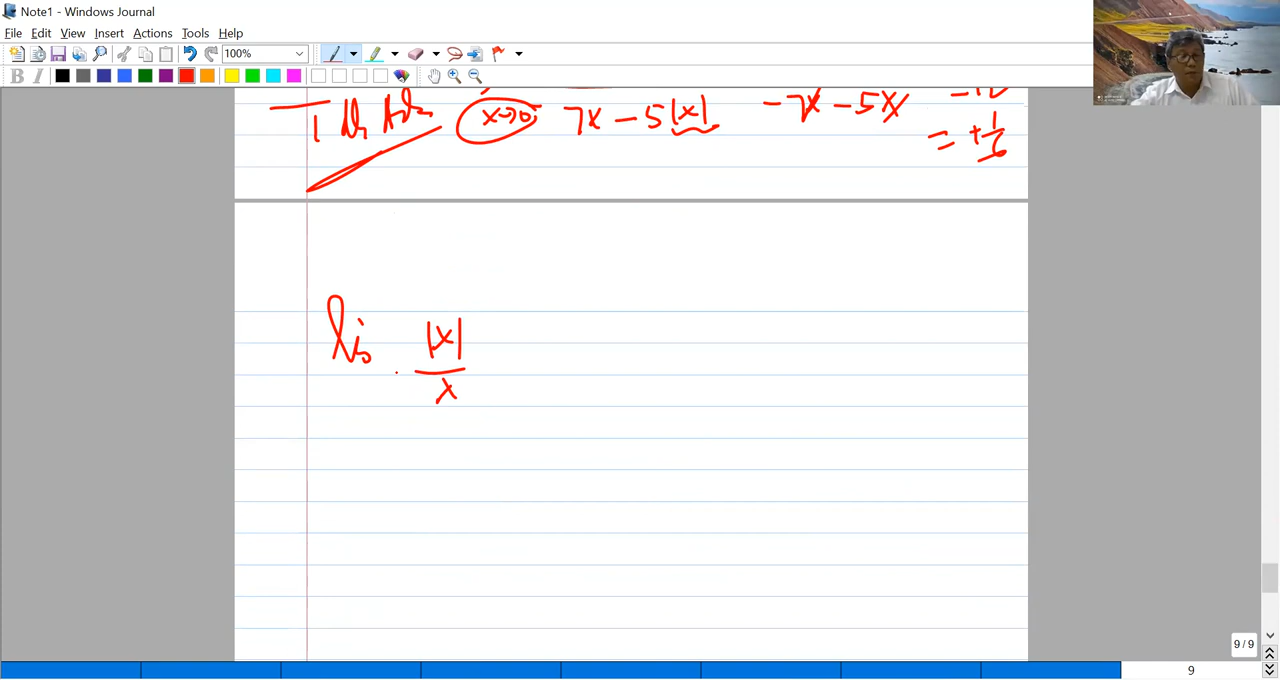 Note1 - Windows Journal
File Edit View Insert Actions Tools Help
100%
B I
x→0⁻ 7x - 5|x| -7x - 5x = +1/6
lim |x|/x
9 / 9
9